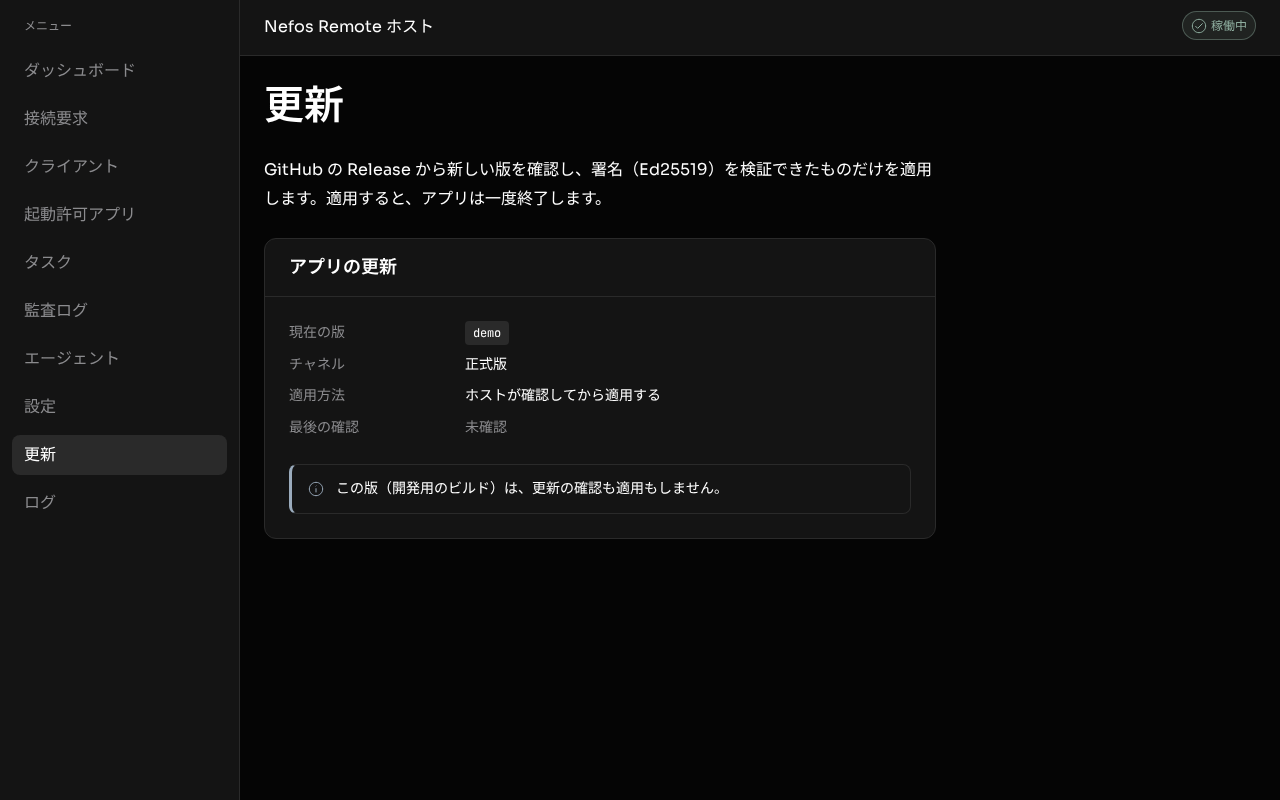 メニュー
ダッシュボード
接続要求
クライアント
起動許可アプリ
タスク
監査ログ
エージェント
設定
更新
ログ
Nefos Remote ホスト
稼働中
更新
GitHub の Release から新しい版を確認し、署名（Ed25519）を検証できたものだけを適用
します。適用すると、アプリは一度終了します。
アプリの更新
現在の版 demo
チャネル 正式版
適用方法 ホストが確認してから適用する
最後の確認 未確認
この版（開発用のビルド）は、更新の確認も適用もしません。